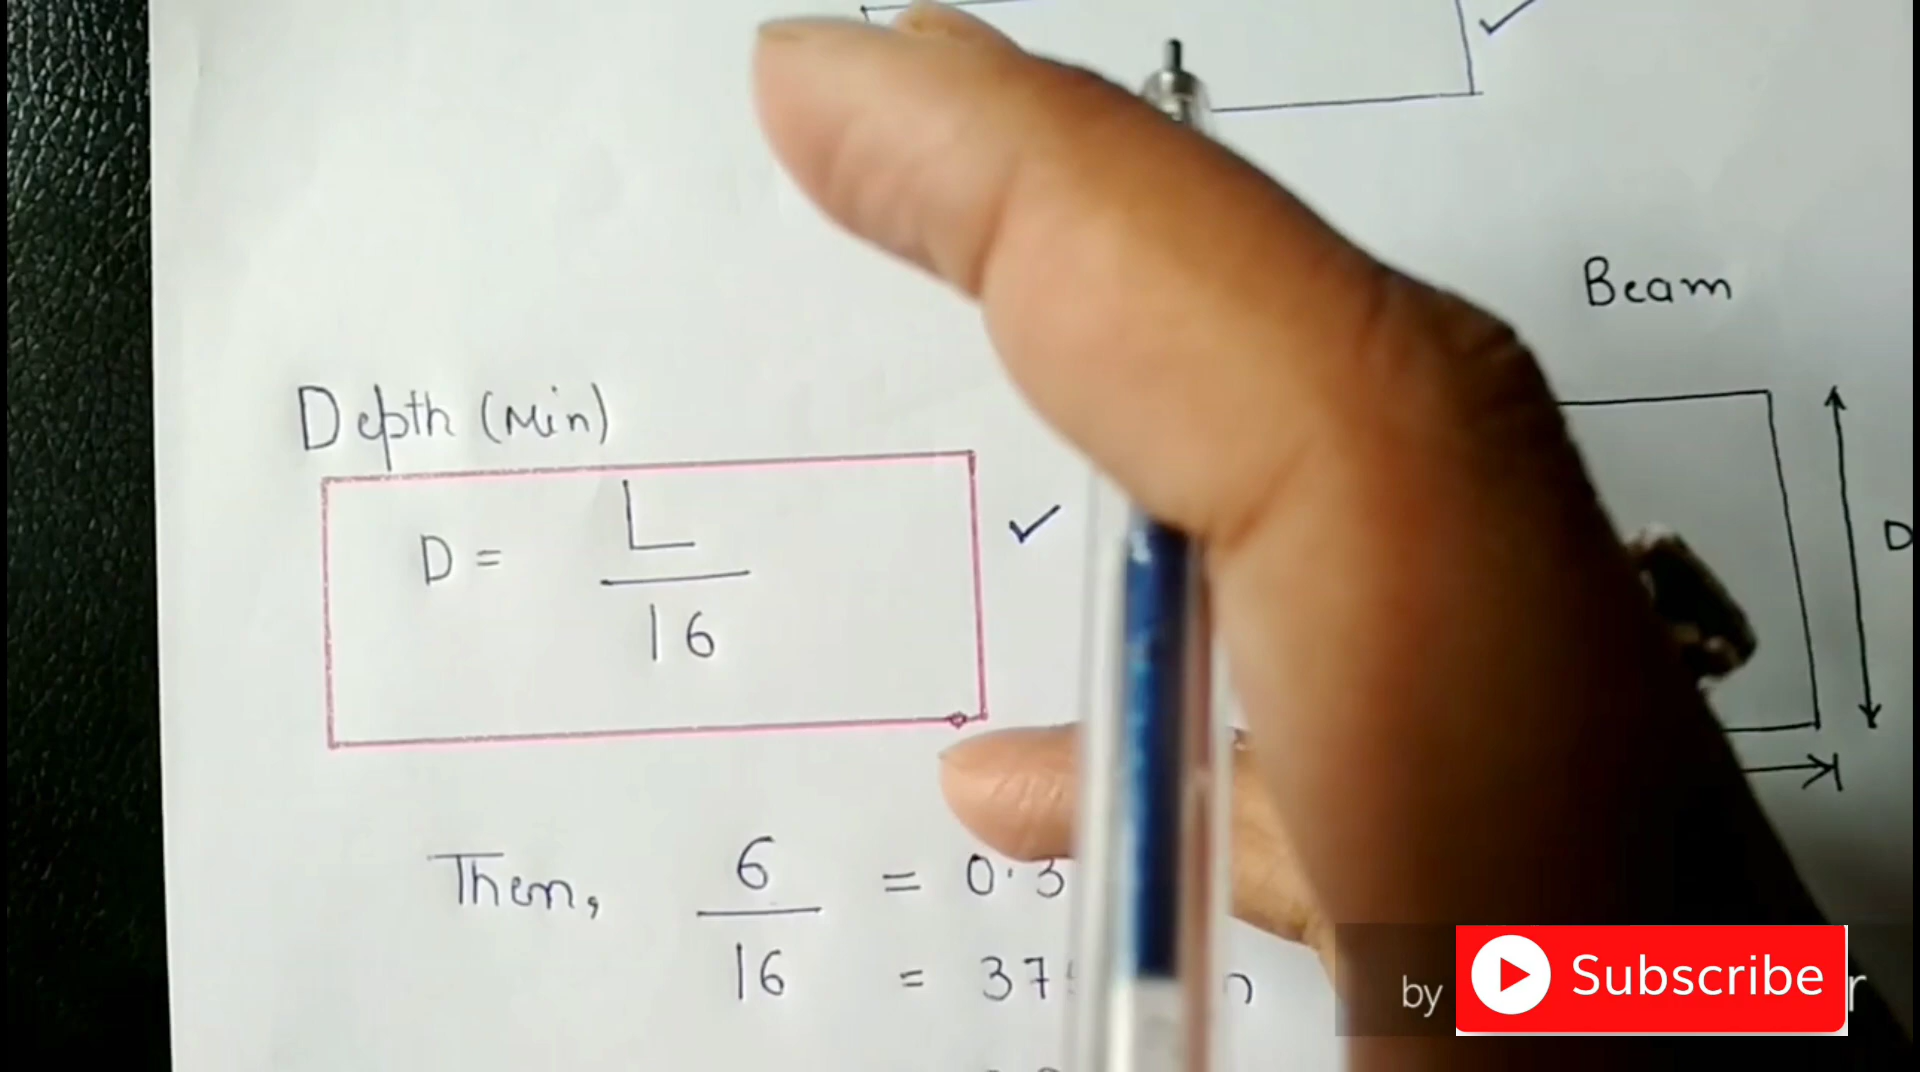 Beam
Depth (Min)
D = L / 16
D
Then, 6 / 16 = 0.3
= 37
by
Subscribe